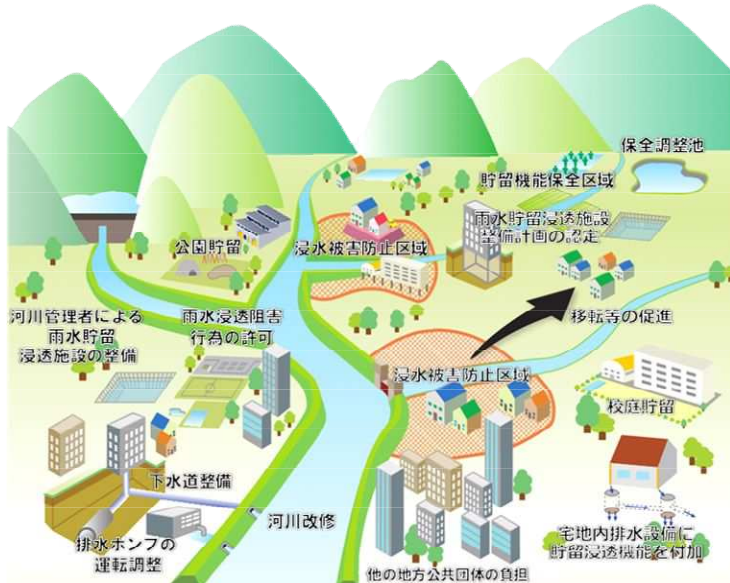 保全調整池
貯留機能保全区域
雨水貯留浸透施設
整備計画の認定
公園貯留
浸水被害防止区域
移転等の促進
河川管理者による
雨水貯留
浸透施設の整備
雨水浸透阻害
行為の許可
浸水被害防止区域
校庭貯留
下水道整備
排水ポンプの
運転調整
河川改修
宅地内排水設備に
貯留浸透機能を付加
他の地方公共団体の負担